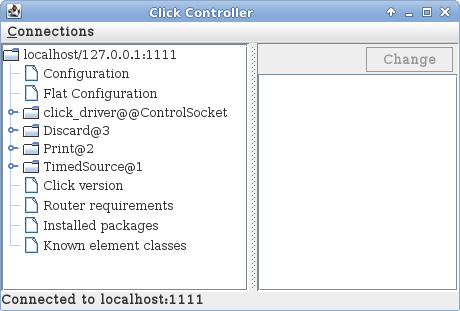 Click Controller
Connections
localhost/127.0.0.1:1111
Configuration
Flat Configuration
click_driver@@ControlSocket
Discard@3
Print@2
TimedSource@1
Click version
Router requirements
Installed packages
Known element classes
Change
Connected to localhost:1111